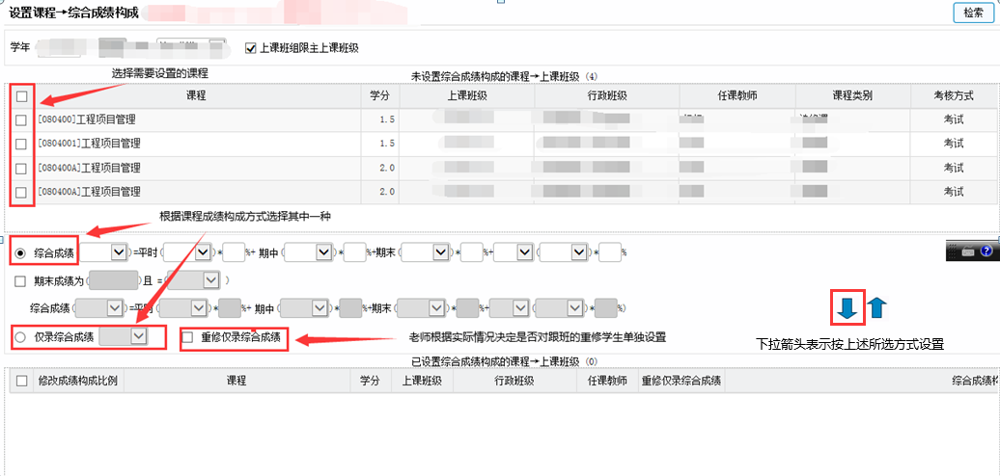 设置课程→综合成绩构成
检索
学年 上课班组限主上课班级
选择需要设置的课程
未设置综合成绩构成的课程→上课班级 (4)
课程 学分 上课班级 行政班级 任课教师 课程类别 考核方式
[080400]工程项目管理 1.5 考试
[0804001]工程项目管理 1.5 考试
[080400A]工程项目管理 2.0 考试
[080400A]工程项目管理 2.0 考试
根据课程成绩构成方式选择其中一种
综合成绩( )=平时( )*( )%+ 期中( )*( )%+期末( )*( )%+( )( )*( )%
期末成绩为( )且 =( )
综合成绩( )=平时( )*( )%+ 期中( )*( )%+期末( )*( )%+( )( )*( )%)
仅录综合成绩 重修仅录综合成绩
老师根据实际情况决定是否对跟班的重修学生单独设置
下拉箭头表示按上述所选方式设置
已设置综合成绩构成的课程→上课班级 (0)
修改成绩构成比例 课程 学分 上课班级 行政班级 任课教师 重修仅录综合成绩 综合成绩构